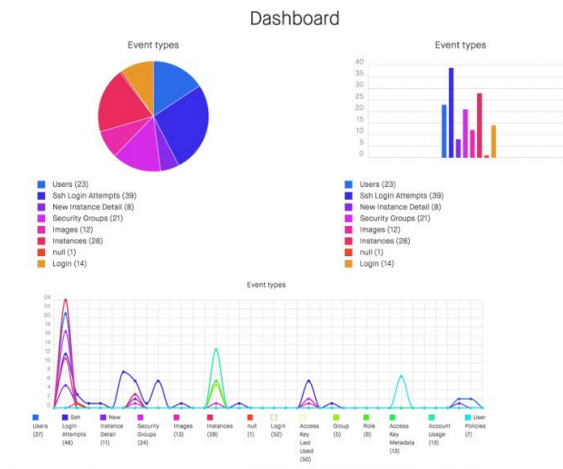 Dashboard
Event types
Event types
Users (23)
Ssh Login Attempts (39)
New Instance Detail (8)
Security Groups (21)
Images (12)
Instances (28)
null (1)
Login (14)
40
35
30
25
20
15
10
5
0
Users (23)
Ssh Login Attempts (39)
New Instance Detail (8)
Security Groups (21)
Images (12)
Instances (28)
null (1)
Login (14)
Event types
24
22
20
18
16
14
12
10
8
6
4
2
0
Users (27)
Ssh Login Attempts (48)
New Instance Detail (11)
Security Groups (24)
Images (13)
Instances (28)
null (1)
Login (52)
Access Key Last Used (50)
Group (5)
Role (6)
Access Key Metadata (13)
Account Usage (13)
User Policies (7)